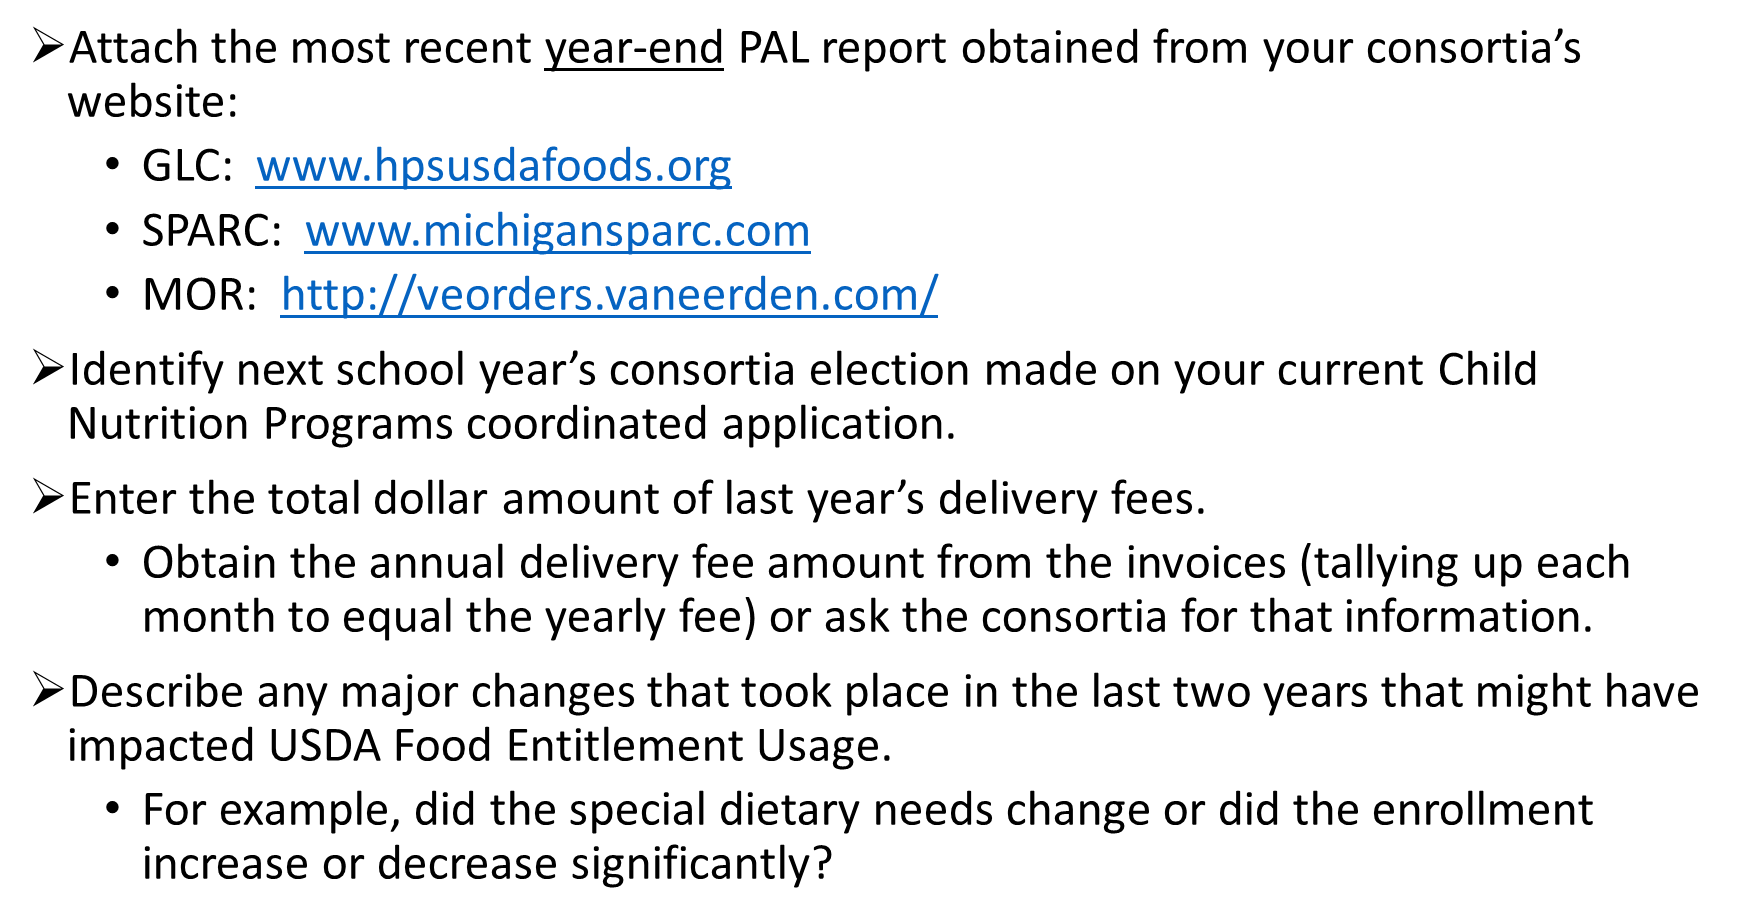 ➢Attach the most recent year-end PAL report obtained from your consortia’s
website:
• GLC:  www.hpsusdafoods.org
• SPARC:  www.michigansparc.com
• MOR:  http://veorders.vaneerden.com/
➢Identify next school year’s consortia election made on your current Child
Nutrition Programs coordinated application.
➢Enter the total dollar amount of last year’s delivery fees.
• Obtain the annual delivery fee amount from the invoices (tallying up each
month to equal the yearly fee) or ask the consortia for that information.
➢Describe any major changes that took place in the last two years that might have
impacted USDA Food Entitlement Usage.
• For example, did the special dietary needs change or did the enrollment
increase or decrease significantly?